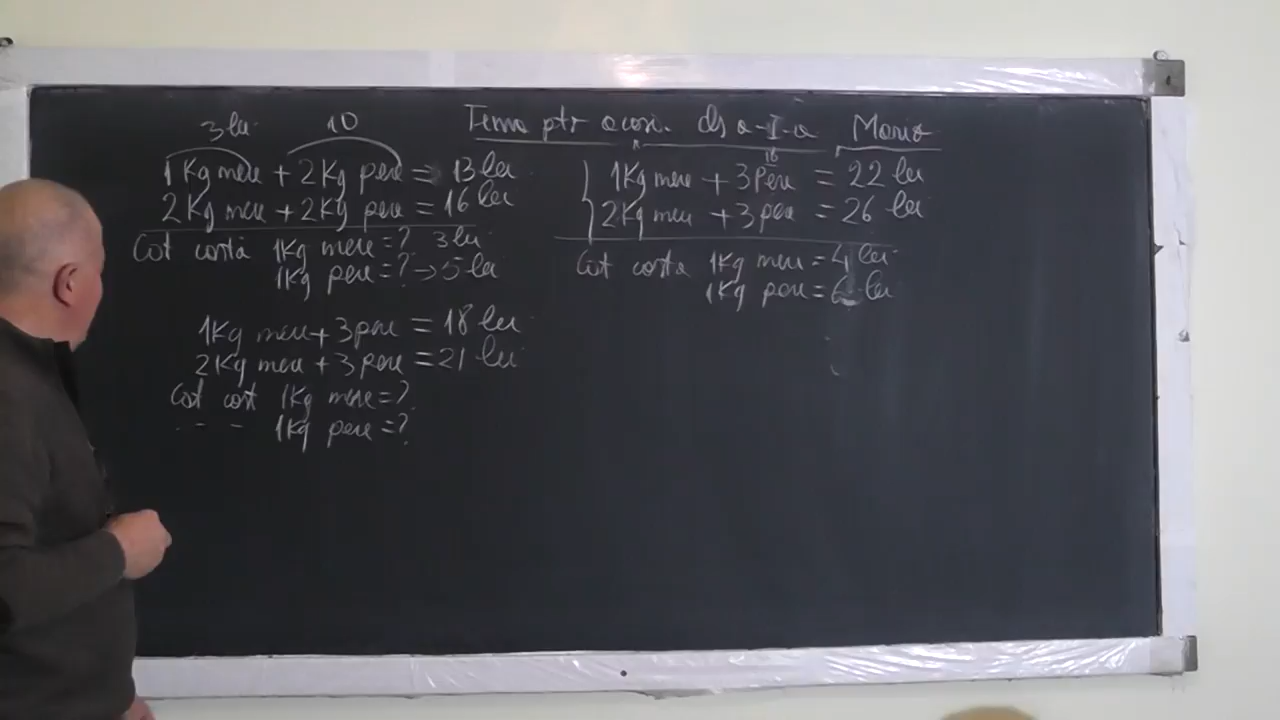 3 lei 10
1 Kg mere + 2 Kg pere = 13 lei
2 Kg mere + 2 Kg pere = 16 lei
Cât costă 1Kg mere = ? 3 lei
1Kg pere = ? → 5 lei
1Kg mere + 3 pere = 18 lei
2Kg mere + 3 pere = 21 lei
Cât cost 1Kg mere = ?
1Kg pere = ?
Tema ptr acasă. cls a-I-a Mario
1Kg mere + 3 Pere = 22 lei
2Kg mere + 3 pere = 26 lei
Cât costa 1Kg mere = 4 lei
1Kg pere = 6 lei